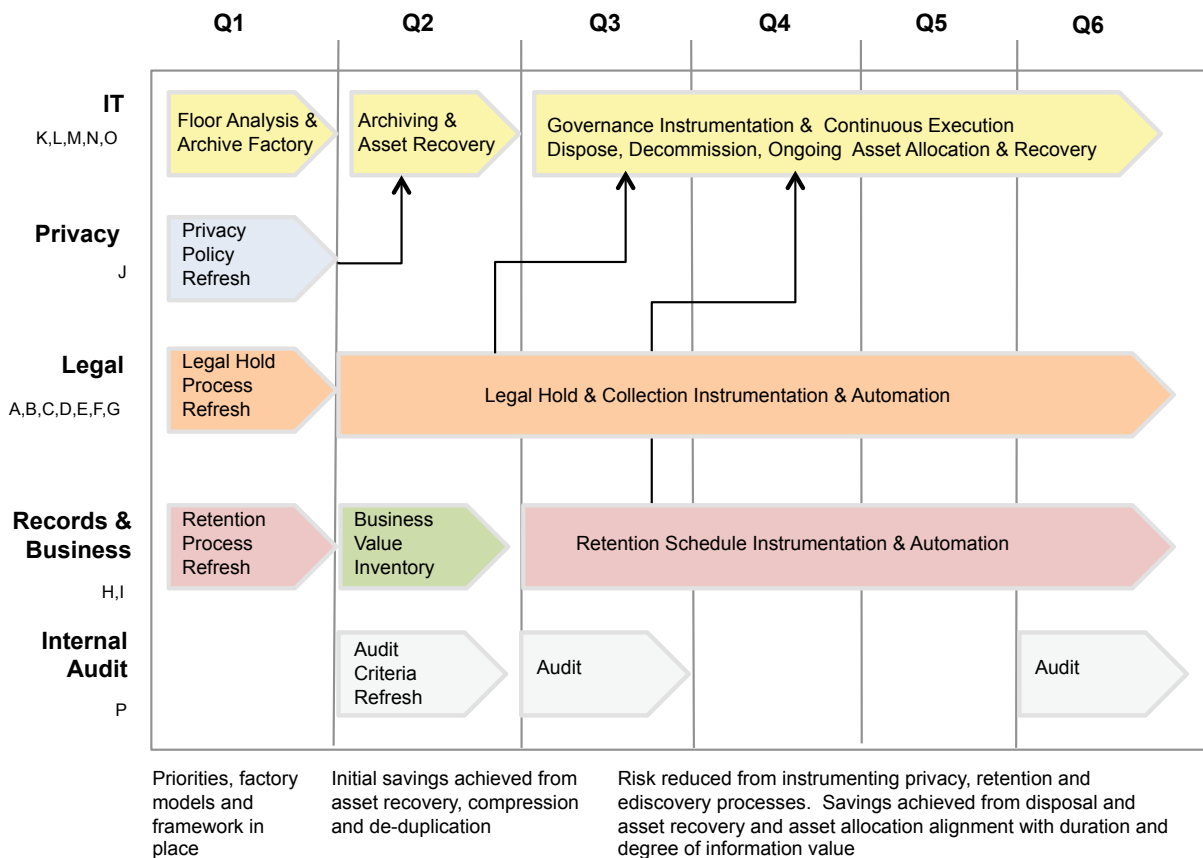 Q1 Q2 Q3 Q4 Q5 Q6
IT
K,L,M,N,O
Floor Analysis &
Archive Factory
Archiving &
Asset Recovery
Governance Instrumentation & Continuous Execution
Dispose, Decommission, Ongoing Asset Allocation & Recovery
Privacy
J
Privacy
Policy
Refresh
Legal
A,B,C,D,E,F,G
Legal Hold
Process
Refresh
Legal Hold & Collection Instrumentation & Automation
Records &
Business
H,I
Retention
Process
Refresh
Business
Value
Inventory
Retention Schedule Instrumentation & Automation
Internal
Audit
P
Audit
Criteria
Refresh
Audit
Audit
Priorities, factory
models and
framework in
place
Initial savings achieved from
asset recovery, compression
and de-duplication
Risk reduced from instrumenting privacy, retention and
ediscovery processes. Savings achieved from disposal and
asset recovery and asset allocation alignment with duration and
degree of information value